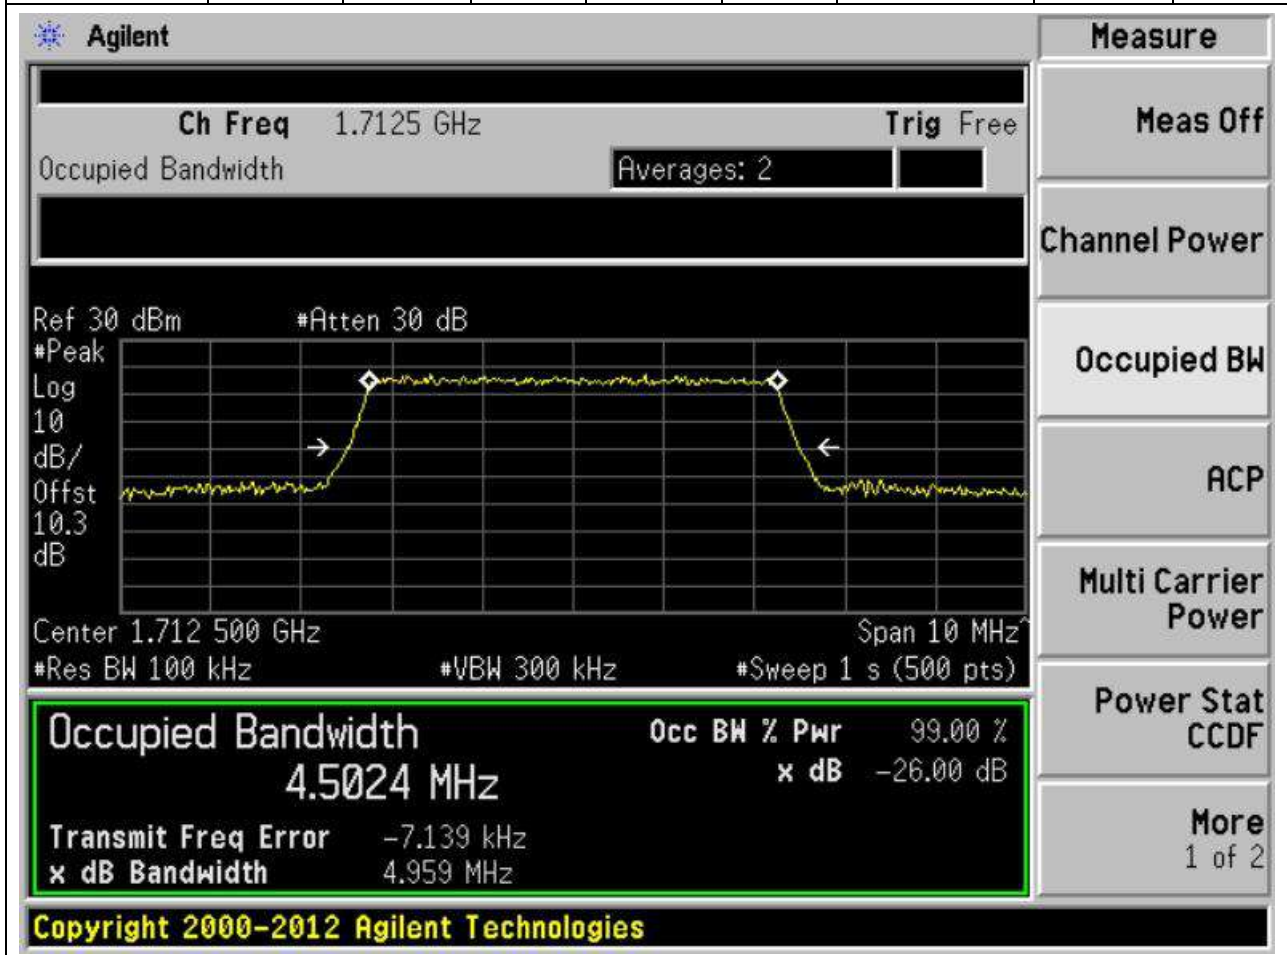 Agilent
Measure
Ch Freq 1.7125 GHz Trig Free
Occupied Bandwidth Averages: 2
Ref 30 dBm #Atten 30 dB
#Peak
Log
10
dB/
Offst
10.3
dB
Center 1.712 500 GHz Span 10 MHz^
#Res BW 100 kHz #VBW 300 kHz #Sweep 1 s (500 pts)
Occupied Bandwidth Occ BW % Pwr 99.00 %
4.5024 MHz x dB -26.00 dB
Transmit Freq Error -7.139 kHz
x dB Bandwidth 4.959 MHz
Meas Off
Channel Power
Occupied BW
ACP
Multi Carrier
Power
Power Stat
CCDF
More
1 of 2
Copyright 2000-2012 Agilent Technologies